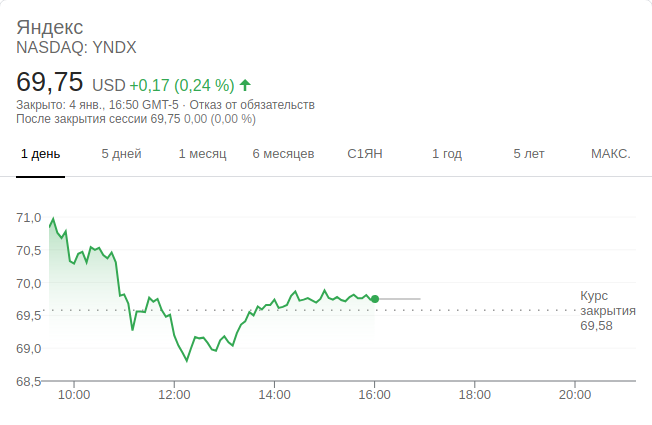 Яндекс
NASDAQ: YNDX
69,75 USD +0,17 (0,24 %)
Закрыто: 4 янв., 16:50 GMT-5 · Отказ от обязательств
После закрытия сессии 69,75 0,00 (0,00 %)
1 день 5 дней 1 месяц 6 месяцев С1ЯН 1 год 5 лет МАКС.
71,0
70,5
70,0
69,5
69,0
68,5
Курс
закрытия
69,58
10:00 12:00 14:00 16:00 18:00 20:00